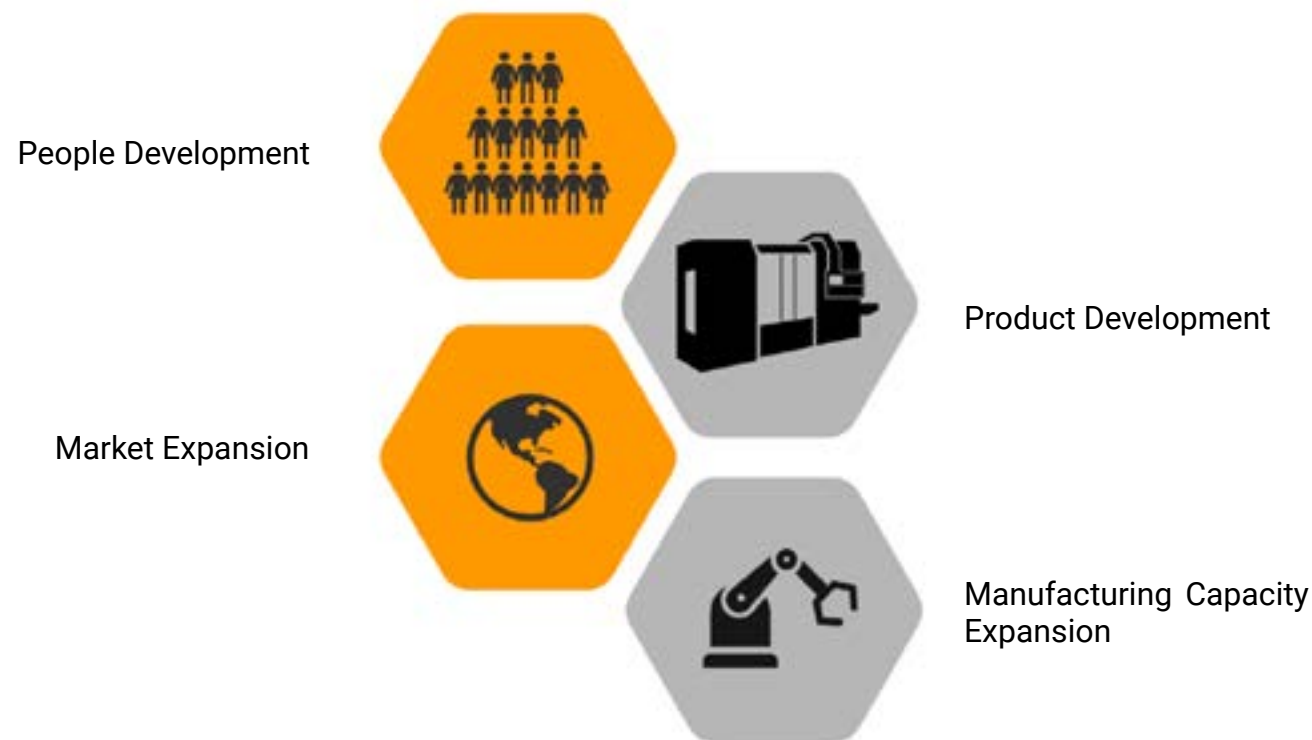 People Development
Product Development
Market Expansion
Manufacturing Capacity
Expansion